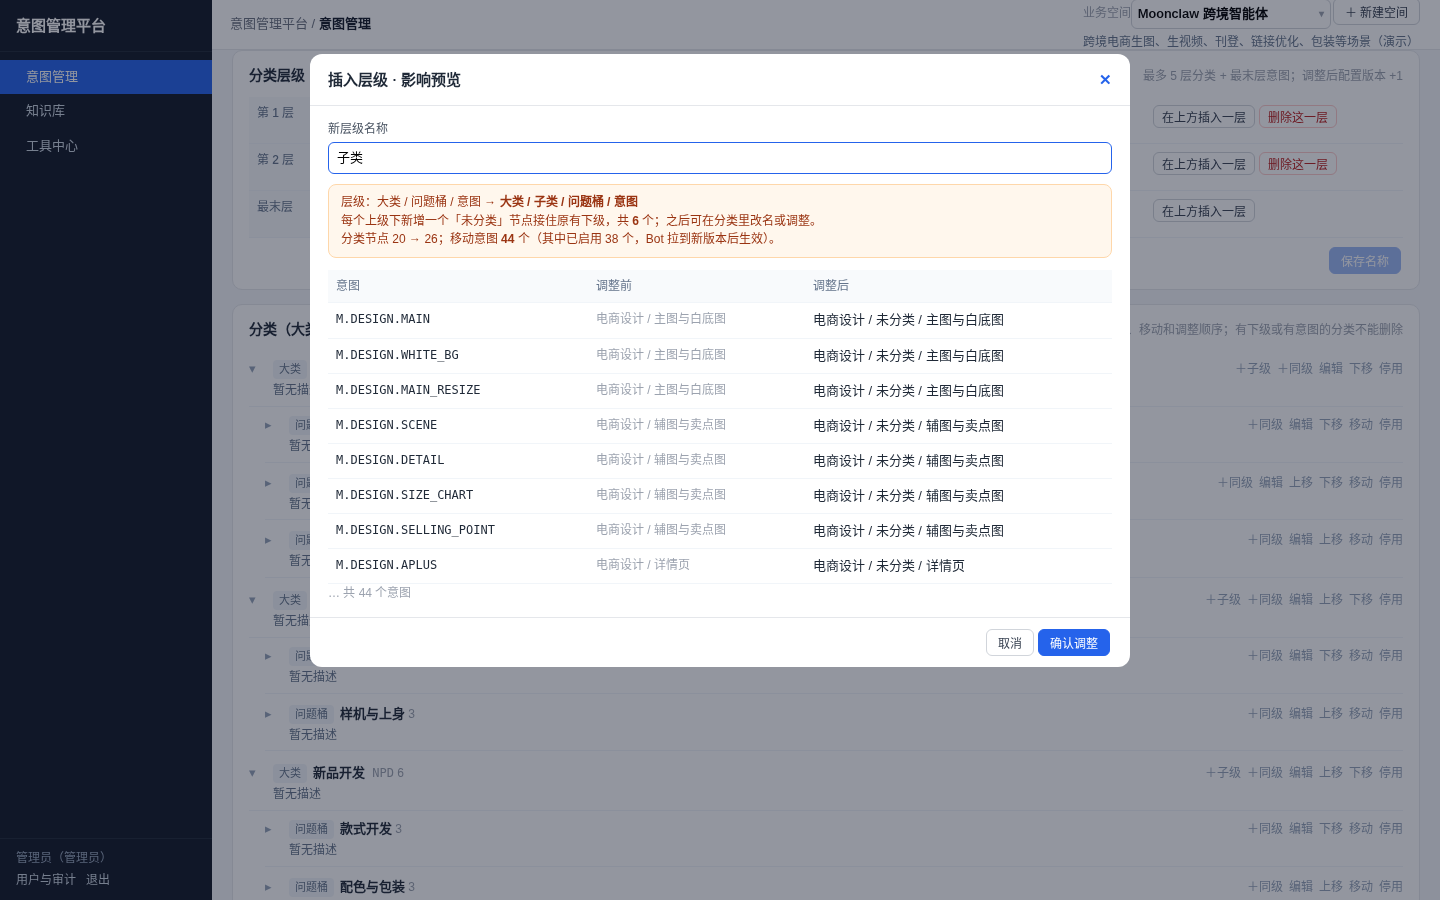 意图管理平台
意图管理
知识库
工具中心
管理员（管理员）
用户与审计 退出
意图管理平台 / 意图管理
业务空间 Moonclaw 跨境智能体 ▾ ＋ 新建空间
跨境电商生图、生视频、刊登、链接优化、包装等场景（演示）
分类层级
最多 5 层分类 + 最末层意图；调整后配置版本 +1
第 1 层
在上方插入一层 删除这一层
第 2 层
在上方插入一层 删除这一层
最末层
在上方插入一层
保存名称
分类（大类
移动和调整顺序；有下级或有意图的分类不能删除
▾ 大类
＋子级 ＋同级 编辑 下移 停用
暂无描
▸
＋同级 编辑 下移 移动 停用
暂无
▸
＋同级 编辑 上移 下移 移动 停用
暂无
▸
＋同级 编辑 上移 移动 停用
暂无
▾ 大类
＋子级 ＋同级 编辑 上移 下移 停用
暂无描
▸
＋同级 编辑 下移 移动 停用
暂无描述
▸ 问题桶 样机与上身 3
＋同级 编辑 上移 移动 停用
暂无描述
▾ 大类 新品开发 NPD 6
＋子级 ＋同级 编辑 上移 下移 停用
暂无描述
▸ 问题桶 款式开发 3
＋同级 编辑 下移 移动 停用
暂无描述
▸ 问题桶 配色与包装 3
＋同级 编辑 上移 移动 停用
插入层级 · 影响预览
✕
新层级名称
子类
层级：大类 / 问题桶 / 意图 → 大类 / 子类 / 问题桶 / 意图
每个上级下新增一个「未分类」节点接住原有下级，共 6 个；之后可在分类里改名或调整。
分类节点 20 → 26；移动意图 44 个（其中已启用 38 个，Bot 拉到新版本后生效）。
意图 调整前 调整后
M.DESIGN.MAIN 电商设计 / 主图与白底图 电商设计 / 未分类 / 主图与白底图
M.DESIGN.WHITE_BG 电商设计 / 主图与白底图 电商设计 / 未分类 / 主图与白底图
M.DESIGN.MAIN_RESIZE 电商设计 / 主图与白底图 电商设计 / 未分类 / 主图与白底图
M.DESIGN.SCENE 电商设计 / 辅图与卖点图 电商设计 / 未分类 / 辅图与卖点图
M.DESIGN.DETAIL 电商设计 / 辅图与卖点图 电商设计 / 未分类 / 辅图与卖点图
M.DESIGN.SIZE_CHART 电商设计 / 辅图与卖点图 电商设计 / 未分类 / 辅图与卖点图
M.DESIGN.SELLING_POINT 电商设计 / 辅图与卖点图 电商设计 / 未分类 / 辅图与卖点图
M.DESIGN.APLUS 电商设计 / 详情页 电商设计 / 未分类 / 详情页
… 共 44 个意图
取消 确认调整